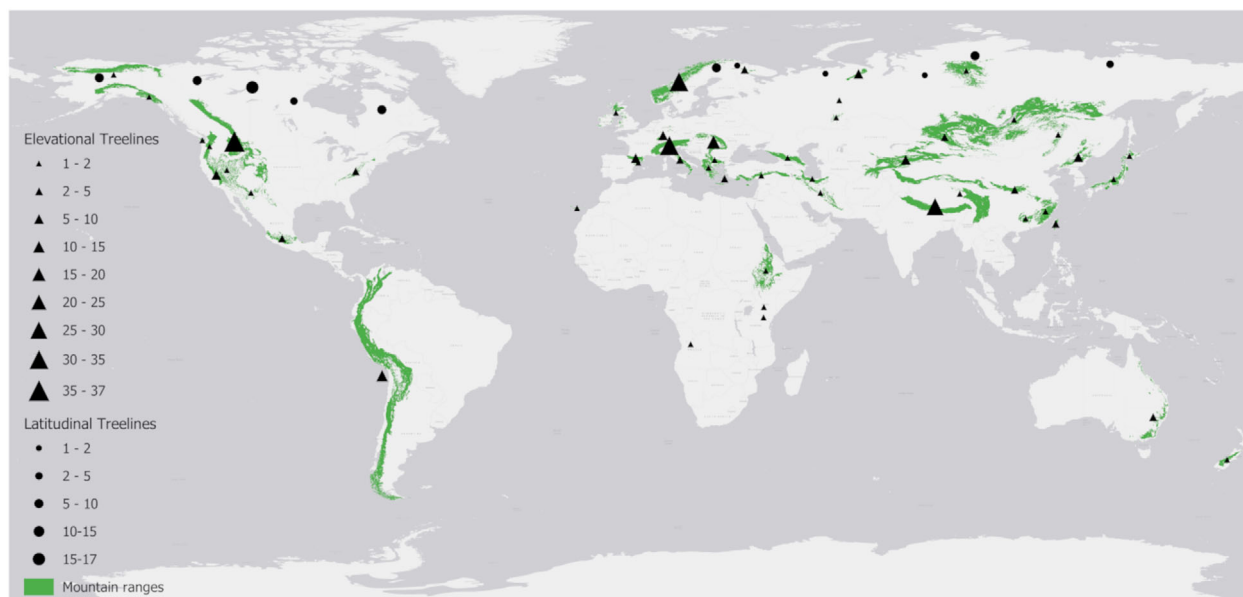 Elevational Treelines
1 - 2
2 - 5
5 - 10
10 - 15
15 - 20
20 - 25
25 - 30
30 - 35
35 - 37
Latitudinal Treelines
1 - 2
2 - 5
5 - 10
10-15
15-17
Mountain ranges